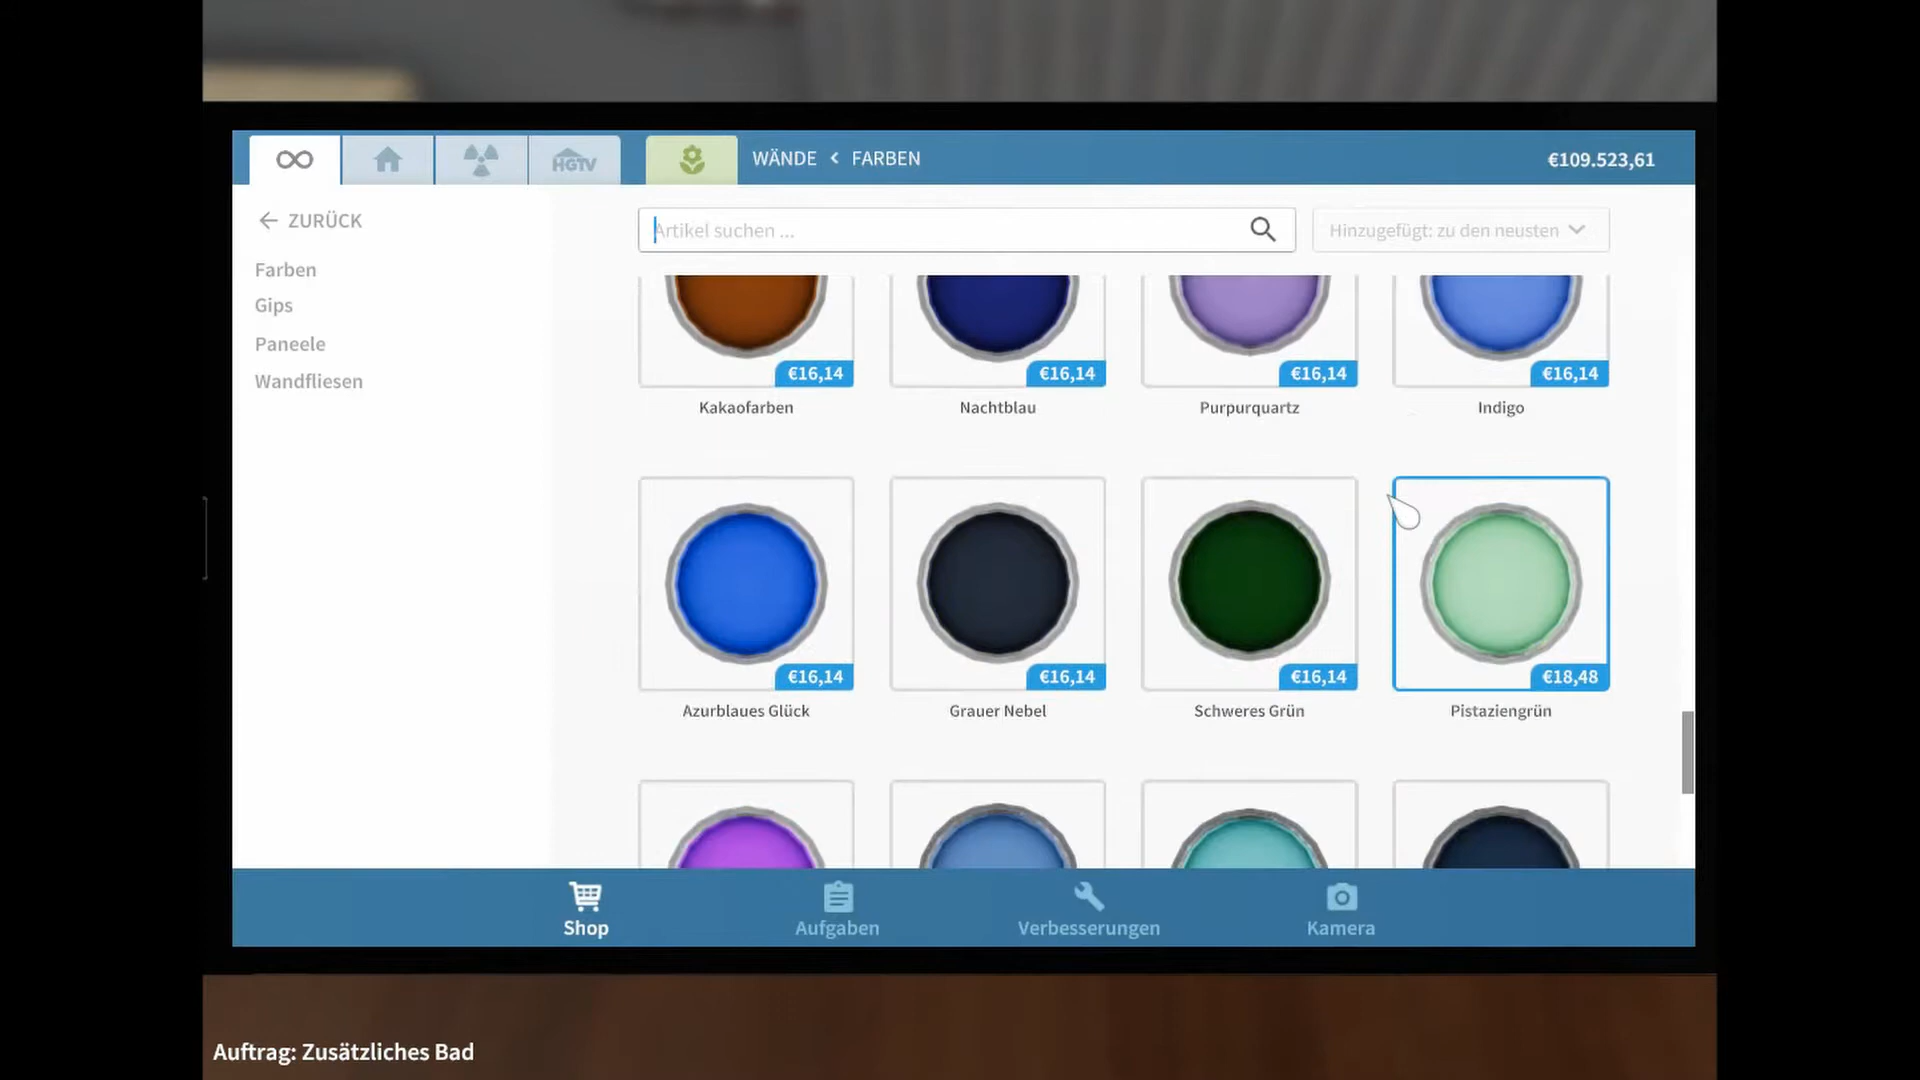 HGTV
WÄNDE < FARBEN
€109.523,61
ZURÜCK
Artikel suchen ...
Hinzugefügt: zu den neusten
Farben
Gips
Paneele
Wandfliesen
€16,14 €16,14 €16,14 €16,14
Kakaofarben Nachtblau Purpurquartz Indigo
€16,14 €16,14 €16,14 €18,48
Azurblaues Glück Grauer Nebel Schweres Grün Pistaziengrün
Shop Aufgaben Verbesserungen Kamera
Auftrag: Zusätzliches Bad